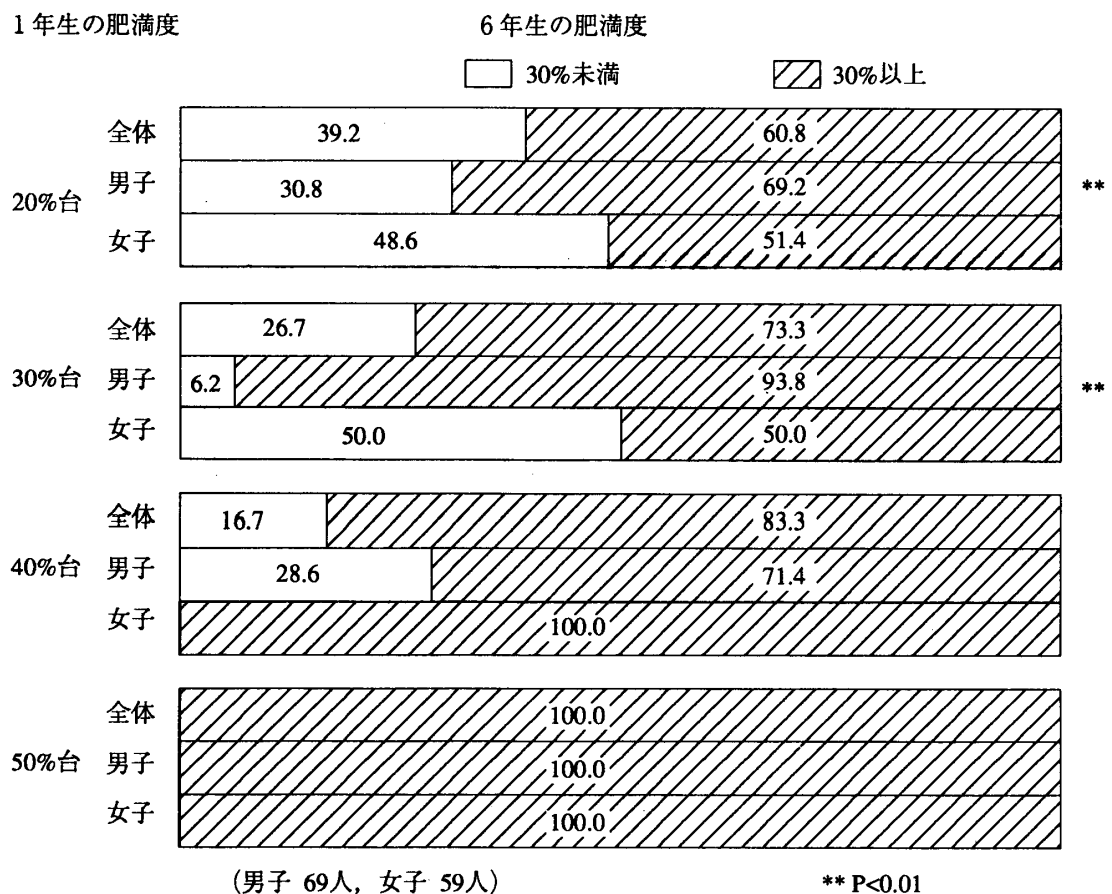 1年生の肥満度 6年生の肥満度
30%未満 30%以上
全体 39.2 60.8
20%台 男子 30.8 69.2 **
女子 48.6 51.4
全体 26.7 73.3
30%台 男子 6.2 93.8 **
女子 50.0 50.0
全体 16.7 83.3
40%台 男子 28.6 71.4
女子 100.0
全体 100.0
50%台 男子 100.0
女子 100.0
(男子 69人, 女子 59人) ** P<0.01